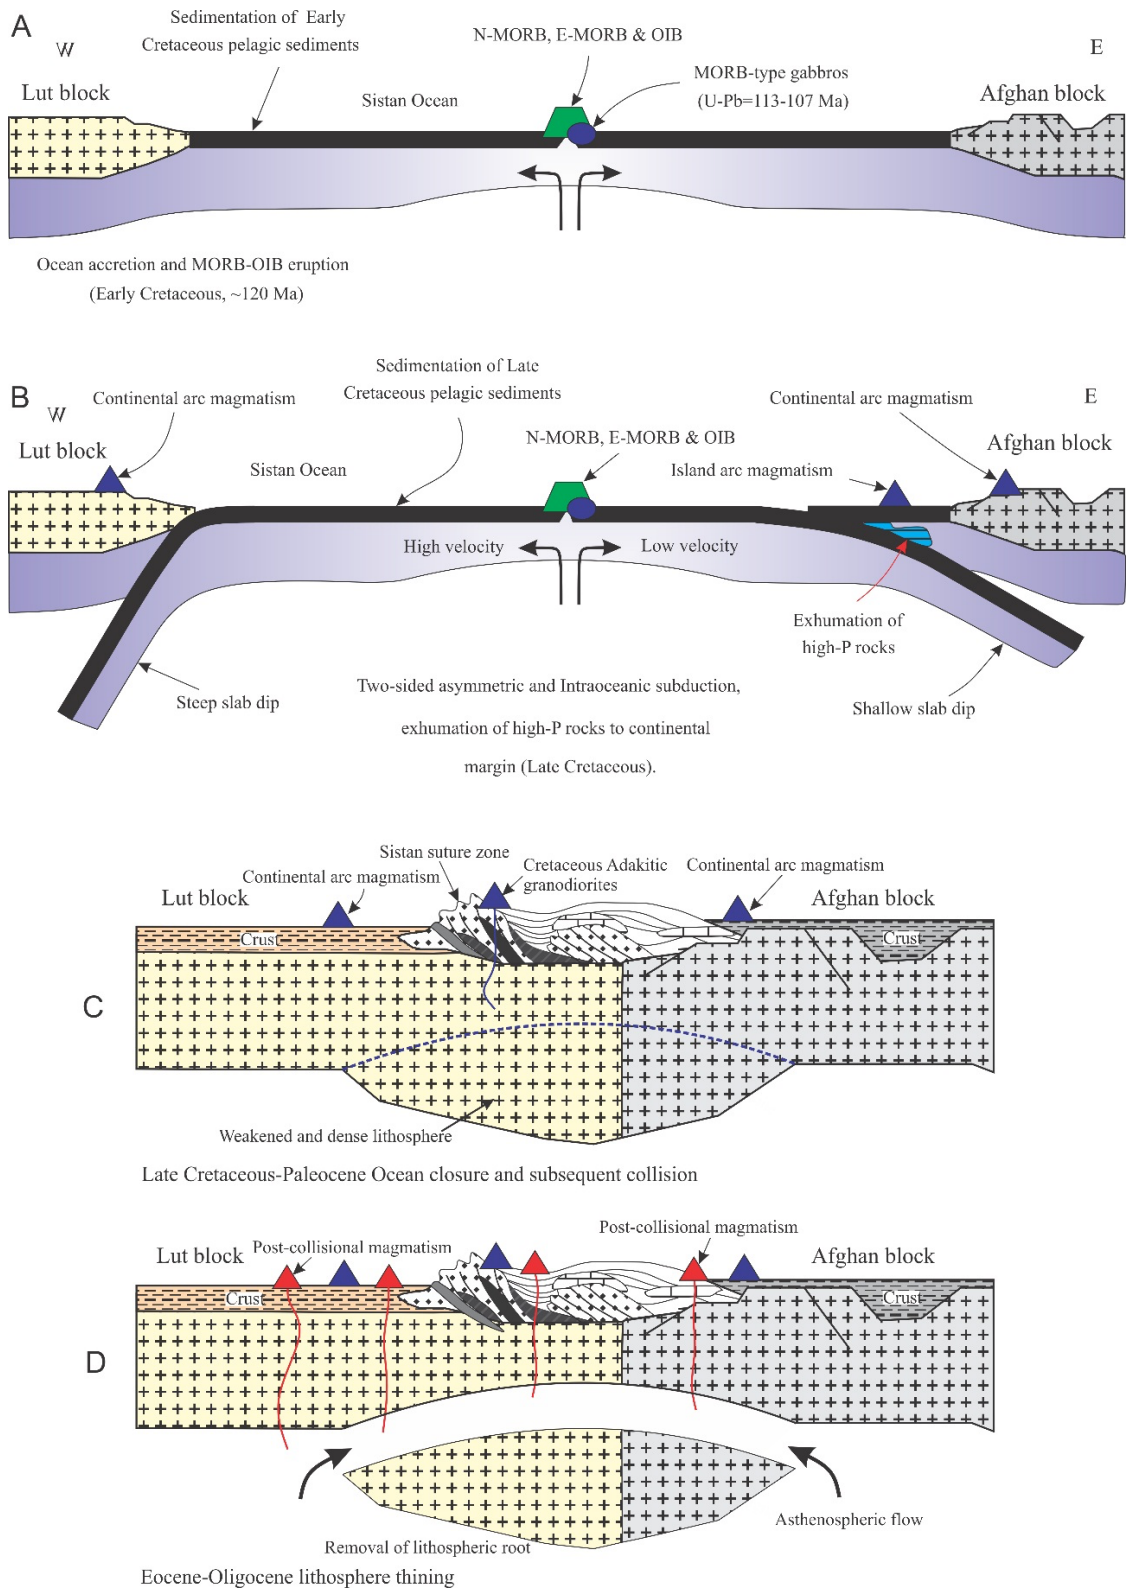 A
W
E
Sedimentation of Early
Cretaceous pelagic sediments
N-MORB, E-MORB & OIB
MORB-type gabbros
(U-Pb=113-107 Ma)
Lut block
Sistan Ocean
Afghan block
Ocean accretion and MORB-OIB eruption
(Early Cretaceous, ~120 Ma)
B
W
E
Sedimentation of Late
Cretaceous pelagic sediments
Continental arc magmatism
Continental arc magmatism
N-MORB, E-MORB & OIB
Lut block
Sistan Ocean
Island arc magmatism
Afghan block
High velocity
Low velocity
Exhumation of
high-P rocks
Steep slab dip
Shallow slab dip
Two-sided asymmetric and Intraoceanic subduction,
exhumation of high-P rocks to continental
margin (Late Cretaceous).
C
Sistan suture zone
Lut block
Continental arc magmatism
Cretaceous Adakitic
granodiorites
Continental arc magmatism
Afghan block
Crust
Crust
Weakened and dense lithosphere
Late Cretaceous-Paleocene Ocean closure and subsequent collision
D
Lut block
Post-collisional magmatism
Post-collisional magmatism
Afghan block
Crust
Crust
Asthenospheric flow
Removal of lithospheric root
Eocene-Oligocene lithosphere thining